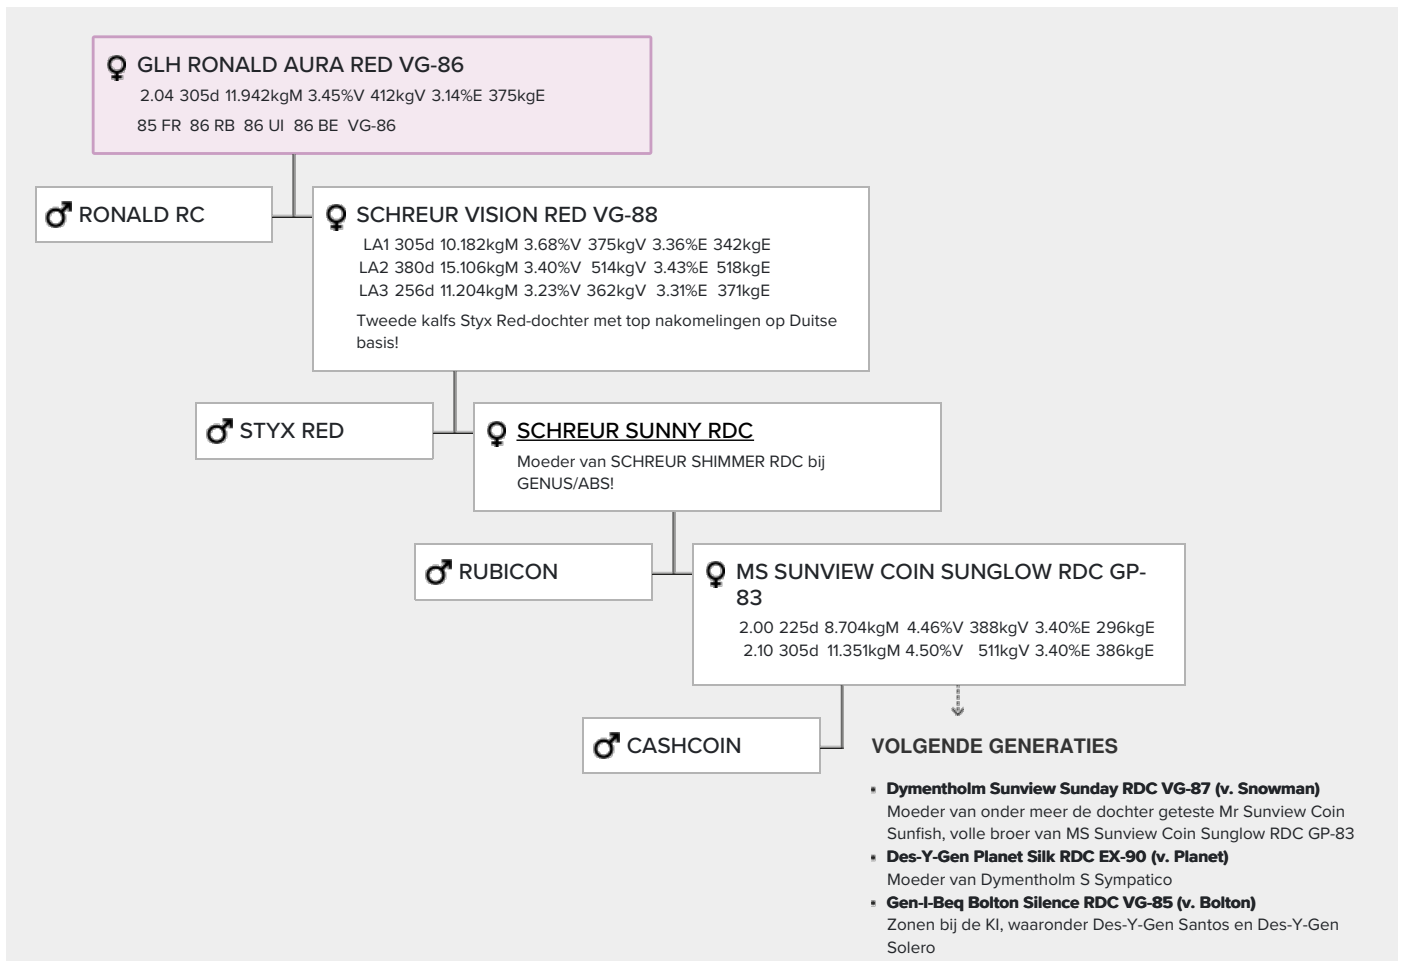 GLH RONALD AURA RED VG-86
2.04 305d 11.942kgM 3.45%V 412kgV 3.14%E 375kgE
85 FR 86 RB 86 UI 86 BE VG-86
RONALD RC
SCHREUR VISION RED VG-88
LA1 305d 10.182kgM 3.68%V 375kgV 3.36%E 342kgE
LA2 380d 15.106kgM 3.40%V 514kgV 3.43%E 518kgE
LA3 256d 11.204kgM 3.23%V 362kgV 3.31%E 371kgE
Tweede kalfs Styx Red-dochter met top nakomelingen op Duitse
basis!
STYX RED
SCHREUR SUNNY RDC
Moeder van SCHREUR SHIMMER RDC bij
GENUS/ABS!
RUBICON
MS SUNVIEW COIN SUNGLOW RDC GP-
83
2.00 225d 8.704kgM 4.46%V 388kgV 3.40%E 296kgE
2.10 305d 11.351kgM 4.50%V 511kgV 3.40%E 386kgE
CASHCOIN
VOLGENDE GENERATIES
Dymentholm Sunview Sunday RDC VG-87 (v. Snowman)
Moeder van onder meer de dochter geteste Mr Sunview Coin
Sunfish, volle broer van MS Sunview Coin Sunglow RDC GP-83
Des-Y-Gen Planet Silk RDC EX-90 (v. Planet)
Moeder van Dymentholm S Sympatico
Gen-I-Beq Bolton Silence RDC VG-85 (v. Bolton)
Zonen bij de KI, waaronder Des-Y-Gen Santos en Des-Y-Gen
Solero